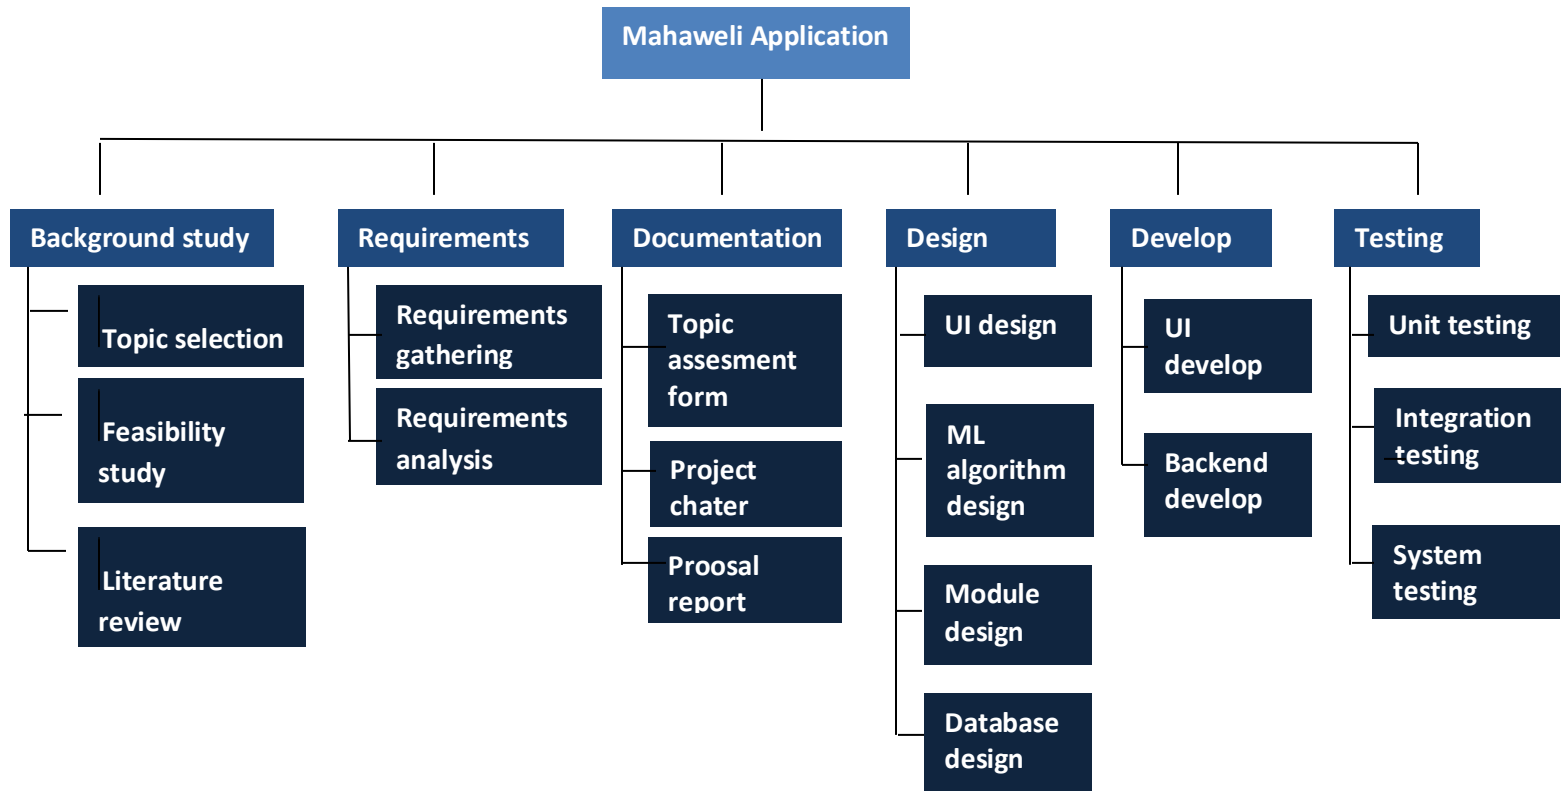 Mahaweli Application
Background study
Topic selection
Feasibility
study
Literature
review
Requirements
Requirements
gathering
Requirements
analysis
Documentation
Topic
assesment
form
Project
chater
Proosal
report
Design
UI design
ML
algorithm
design
Module
design
Database
design
Develop
UI
develop
Backend
develop
Testing
Unit testing
Integration
testing
System
testing